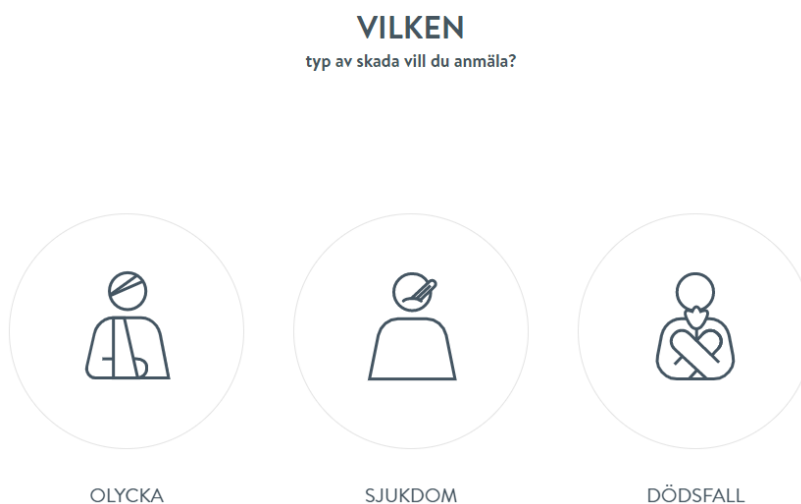 VILKEN
typ av skada vill du anmäla?
OLYCKA
SJUKDOM
DÖDSFALL